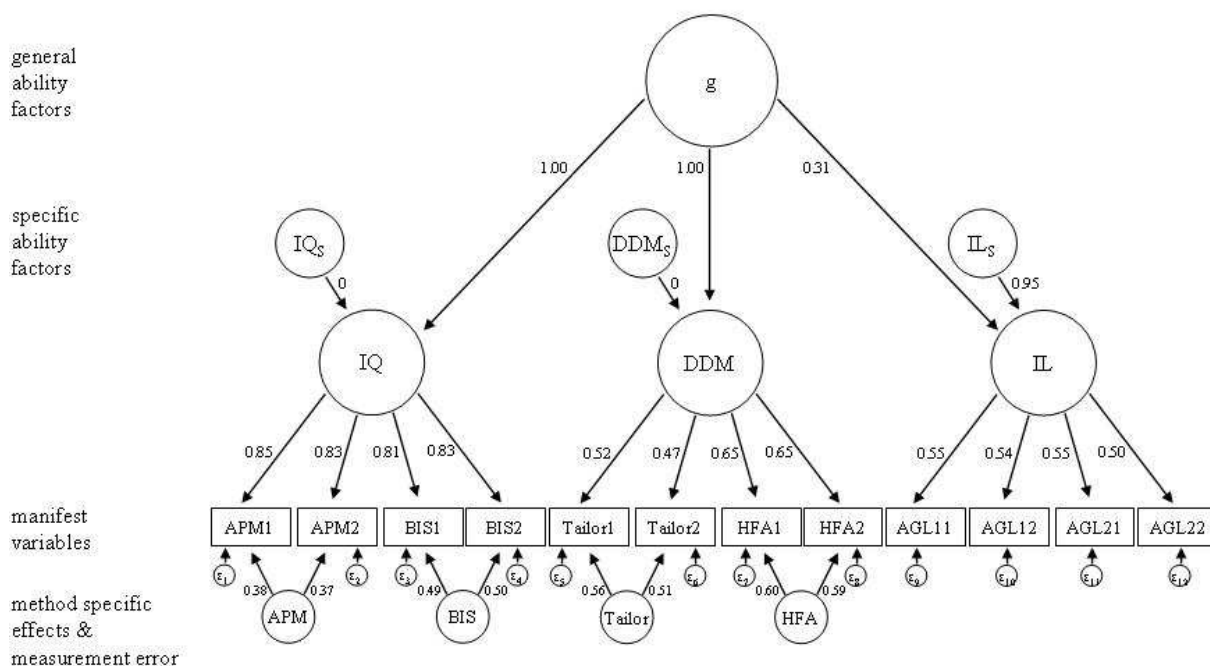 general
ability
factors
g
1.00
1.00
0.31
specific
ability
factors
IQS
DDMS
ILS
0
0
0.95
IQ
DDM
IL
0.85
0.83
0.81
0.83
0.52
0.47
0.65
0.65
0.55
0.54
0.55
0.50
manifest
variables
APM1
APM2
BIS1
BIS2
Tailor1
Tailor2
HFA1
HFA2
AGL11
AGL12
AGL21
AGL22
ε1
ε2
ε3
ε4
ε5
ε6
ε7
ε8
ε9
ε10
ε11
ε12
method specific
effects &
measurement error
0.38
0.37
0.49
0.50
0.56
0.51
0.60
0.59
APM
BIS
Tailor
HFA